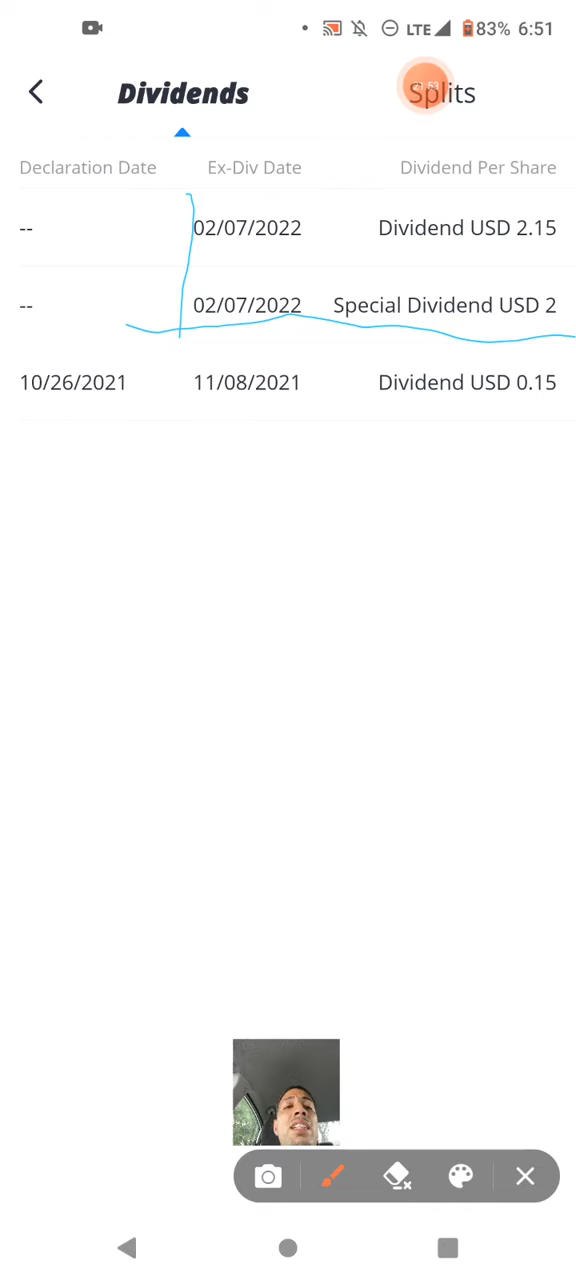 LTE 83% 6:51
Dividends Splits
Declaration Date Ex-Div Date Dividend Per Share
-- 02/07/2022 Dividend USD 2.15
-- 02/07/2022 Special Dividend USD 2
10/26/2021 11/08/2021 Dividend USD 0.15